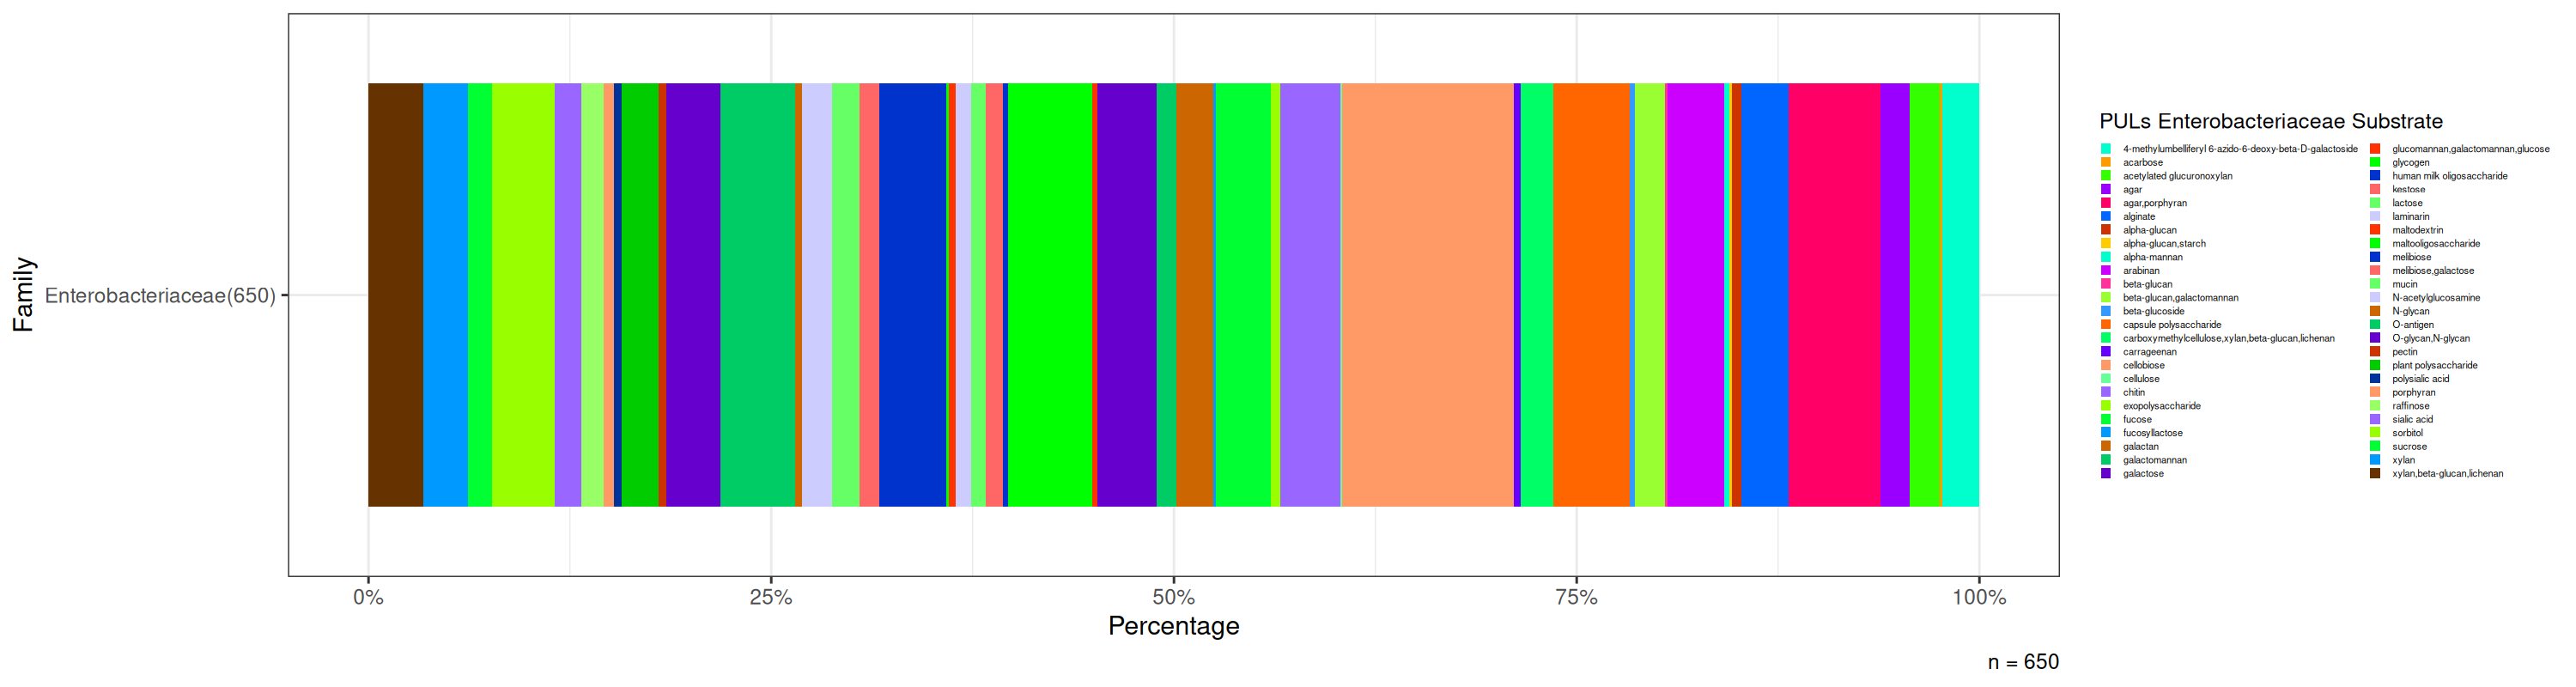 Family
Enterobacteriaceae(650)
0%
25%
50%
75%
100%
Percentage
n = 650
PULs Enterobacteriaceae Substrate
4-methylumbelliferyl 6-azido-6-deoxy-beta-D-galactoside
acarbose
acetylated glucuronoxylan
agar
agar,porphyran
alginate
alpha-glucan
alpha-glucan,starch
alpha-mannan
arabinan
beta-glucan
beta-glucan,galactomannan
beta-glucoside
capsule polysaccharide
carboxymethylcellulose,xylan,beta-glucan,lichenan
carrageenan
cellobiose
cellulose
chitin
exopolysaccharide
fucose
fucosyllactose
galactan
galactomannan
galactose
glucomannan,galactomannan,glucose
glycogen
human milk oligosaccharide
kestose
lactose
laminarin
maltodextrin
maltooligosaccharide
melibiose
melibiose,galactose
mucin
N-acetylglucosamine
N-glycan
O-antigen
O-glycan,N-glycan
pectin
plant polysaccharide
polysialic acid
porphyran
raffinose
sialic acid
sorbitol
sucrose
xylan
xylan,beta-glucan,lichenan